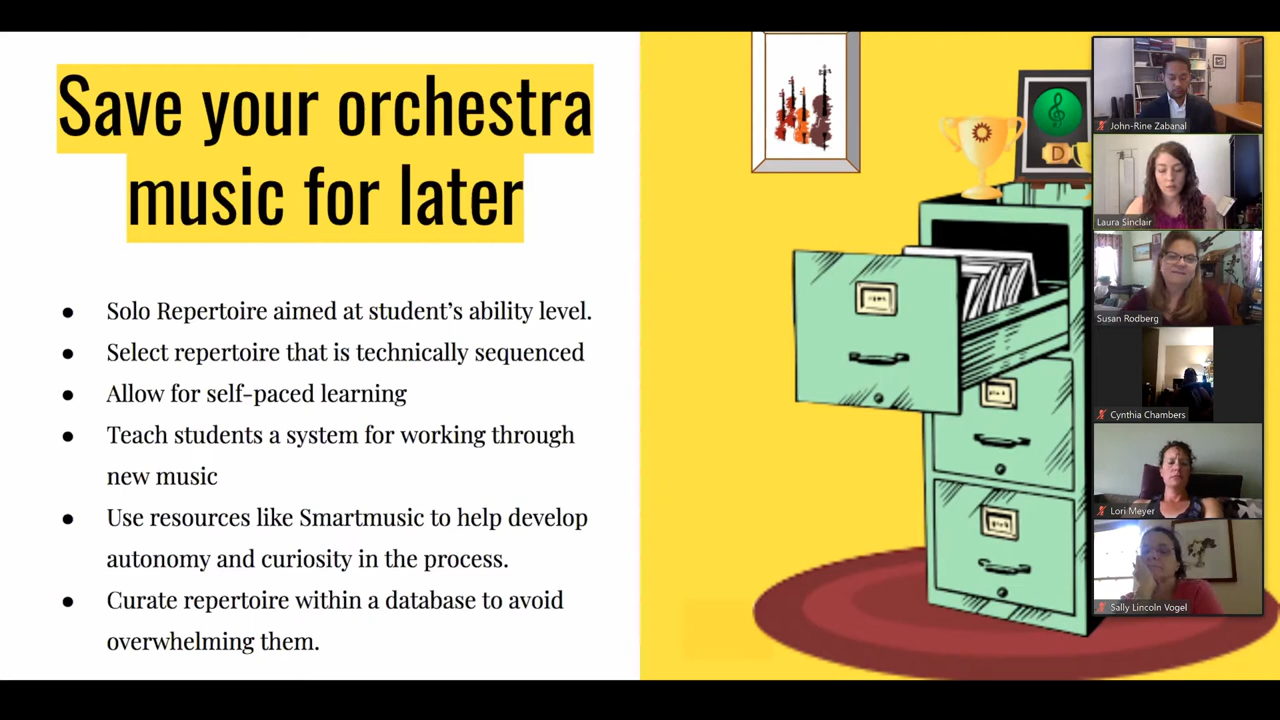 Save your orchestra
music for later
● Solo Repertoire aimed at student’s ability level.
● Select repertoire that is technically sequenced
● Allow for self-paced learning
● Teach students a system for working through
new music
● Use resources like Smartmusic to help develop
autonomy and curiosity in the process.
● Curate repertoire within a database to avoid
overwhelming them.
D
John-Rine Zabanal
Laura Sinclair
Susan Rodberg
Cynthia Chambers
Lori Meyer
Sally Lincoln Vogel